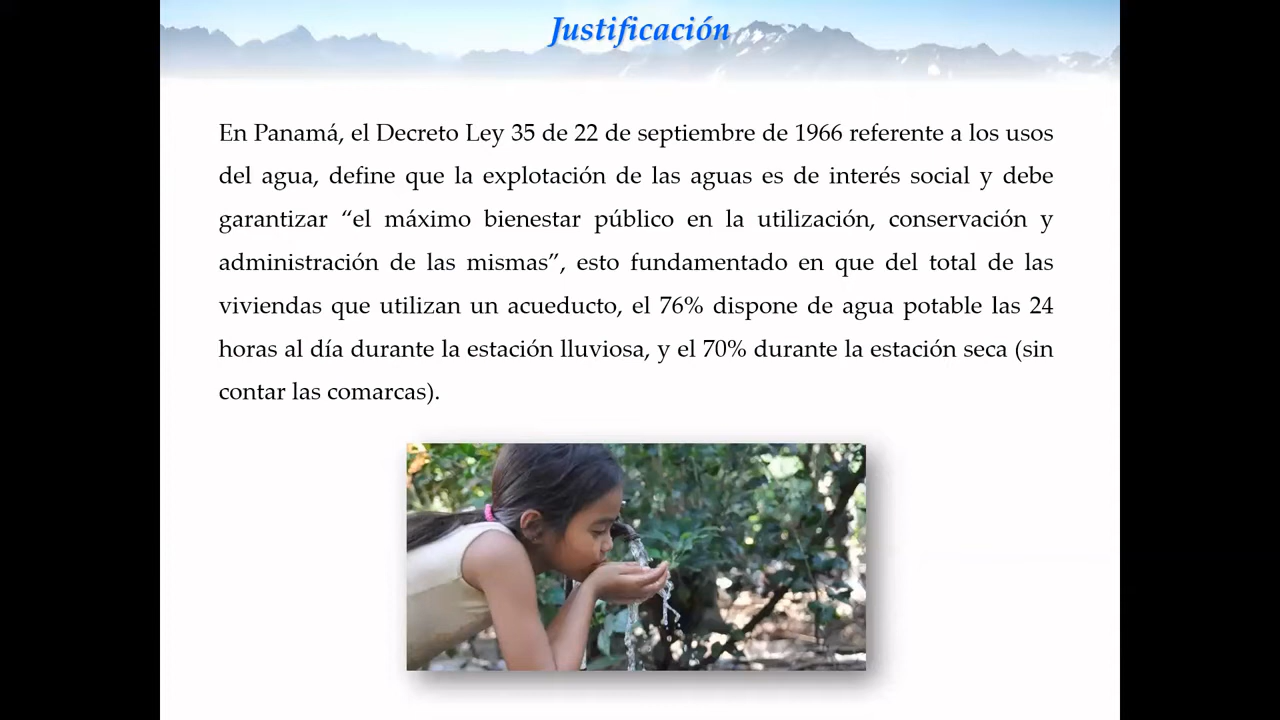 Justificación
En Panamá, el Decreto Ley 35 de 22 de septiembre de 1966 referente a los usos
del agua, define que la explotación de las aguas es de interés social y debe
garantizar “el máximo bienestar público en la utilización, conservación y
administración de las mismas”, esto fundamentado en que del total de las
viviendas que utilizan un acueducto, el 76% dispone de agua potable las 24
horas al día durante la estación lluviosa, y el 70% durante la estación seca (sin
contar las comarcas).